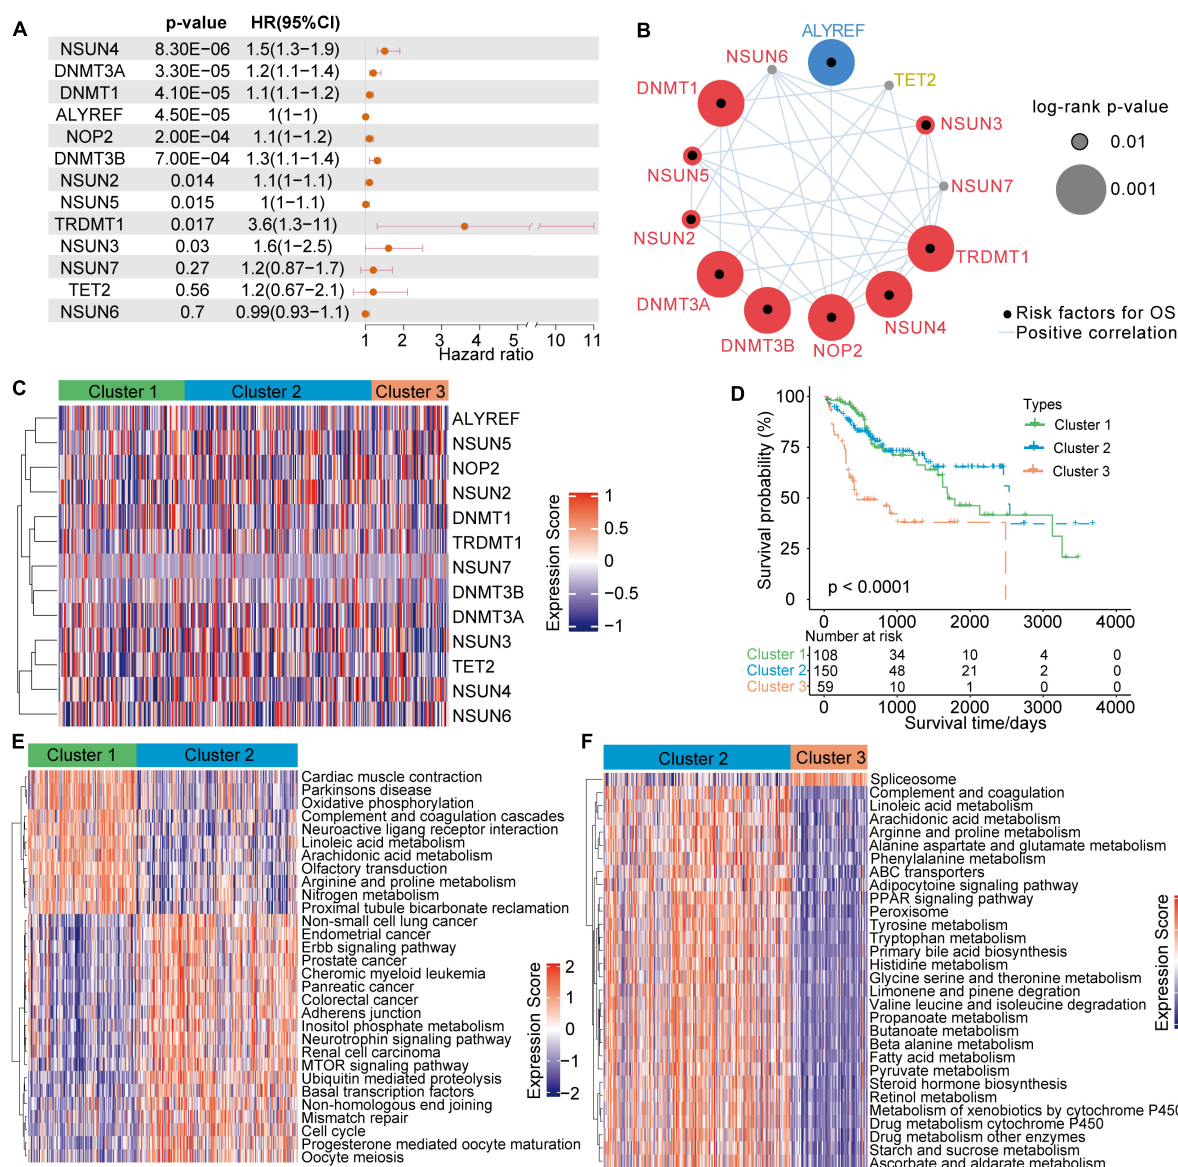 A
p-value HR(95%CI)
NSUN4 8.30E−06 1.5(1.3−1.9)
DNMT3A 3.30E−05 1.2(1.1−1.4)
DNMT1 4.10E−05 1.1(1.1−1.2)
ALYREF 4.50E−05 1(1−1)
NOP2 2.00E−04 1.1(1−1.2)
DNMT3B 7.00E−04 1.3(1.1−1.4)
NSUN2 0.014 1.1(1−1.1)
NSUN5 0.015 1(1−1.1)
TRDMT1 0.017 3.6(1.3−11)
NSUN3 0.03 1.6(1−2.5)
NSUN7 0.27 1.2(0.87−1.7)
TET2 0.56 1.2(0.67−2.1)
NSUN6 0.7 0.99(0.93−1.1)
1 2 3 4 5 10 11
Hazard ratio
B
ALYREF
NSUN6
TET2
DNMT1
NSUN3
NSUN5
NSUN7
NSUN2
TRDMT1
DNMT3A
NSUN4
DNMT3B
NOP2
log-rank p-value
0.01
0.001
Risk factors for OS
Positive correlation
C
Cluster 1 Cluster 2 Cluster 3
ALYREF
NSUN5
NOP2
NSUN2
DNMT1
TRDMT1
NSUN7
DNMT3B
DNMT3A
NSUN3
TET2
NSUN4
NSUN6
Expression Score
1
0.5
0
−0.5
−1
D
Survival probability (%)
100
75
50
25
0
Types
Cluster 1
Cluster 2
Cluster 3
p < 0.0001
0 1000 2000 3000 4000
Number at risk
Cluster 1 108 34 10 4 0
Cluster 2 150 48 21 2 0
Cluster 3 59 10 1 0 0
0 1000 2000 3000 4000
Survival time/days
E
Cluster 1 Cluster 2
Cardiac muscle contraction
Parkinsons disease
Oxidative phosphorylation
Complement and coagulation cascades
Neuroactive ligang receptor interaction
Linoleic acid metabolism
Arachidonic acid metabolism
Olfactory transduction
Arginine and proline metabolism
Nitrogen metabolism
Proximal tubule bicarbonate reclamation
Non-small cell lung cancer
Endometrial cancer
Erbb signaling pathway
Prostate cancer
Cheromic myeloid leukemia
Panreatic cancer
Colorectal cancer
Adherens junction
Inositol phosphate metabolism
Neurotrophin signaling pathway
Renal cell carcinoma
MTOR signaling pathway
Ubiquitin mediated proteolysis
Basal transcription factors
Non-homologous end joining
Mismatch repair
Cell cycle
Progesterone mediated oocyte maturation
Oocyte meiosis
Expression Score
2
1
0
−1
−2
F
Cluster 2 Cluster 3
Spliceosome
Complement and coagulation
Linoleic acid metabolism
Arachidonic acid metabolism
Arginne and proline metabolism
Alanine aspartate and glutamate metabolism
Phenylalanine metabolism
ABC transporters
Adipocytoine signaling pathway
PPAR signaling pathway
Peroxisome
Tyrosine metabolism
Tryptophan metabolism
Primary bile acid biosynthesis
Histidine metabolism
Glycine serine and theronine metabolism
Limonene and pinene degration
Valine leucine and isoleucine degradation
Propanoate metabolism
Butanoate metabolism
Beta alanine metabolism
Fatty acid metabolism
Pyruvate metabolism
Steroid hormone biosynthesis
Retinol metabolism
Metabolism of xenobiotics by cytochrome P450
Drug metabolism cytochrome P450
Drug metabolism other enzymes
Starch and sucrose metabolism
Ascorbate and aldarate metabolism
Expression Score